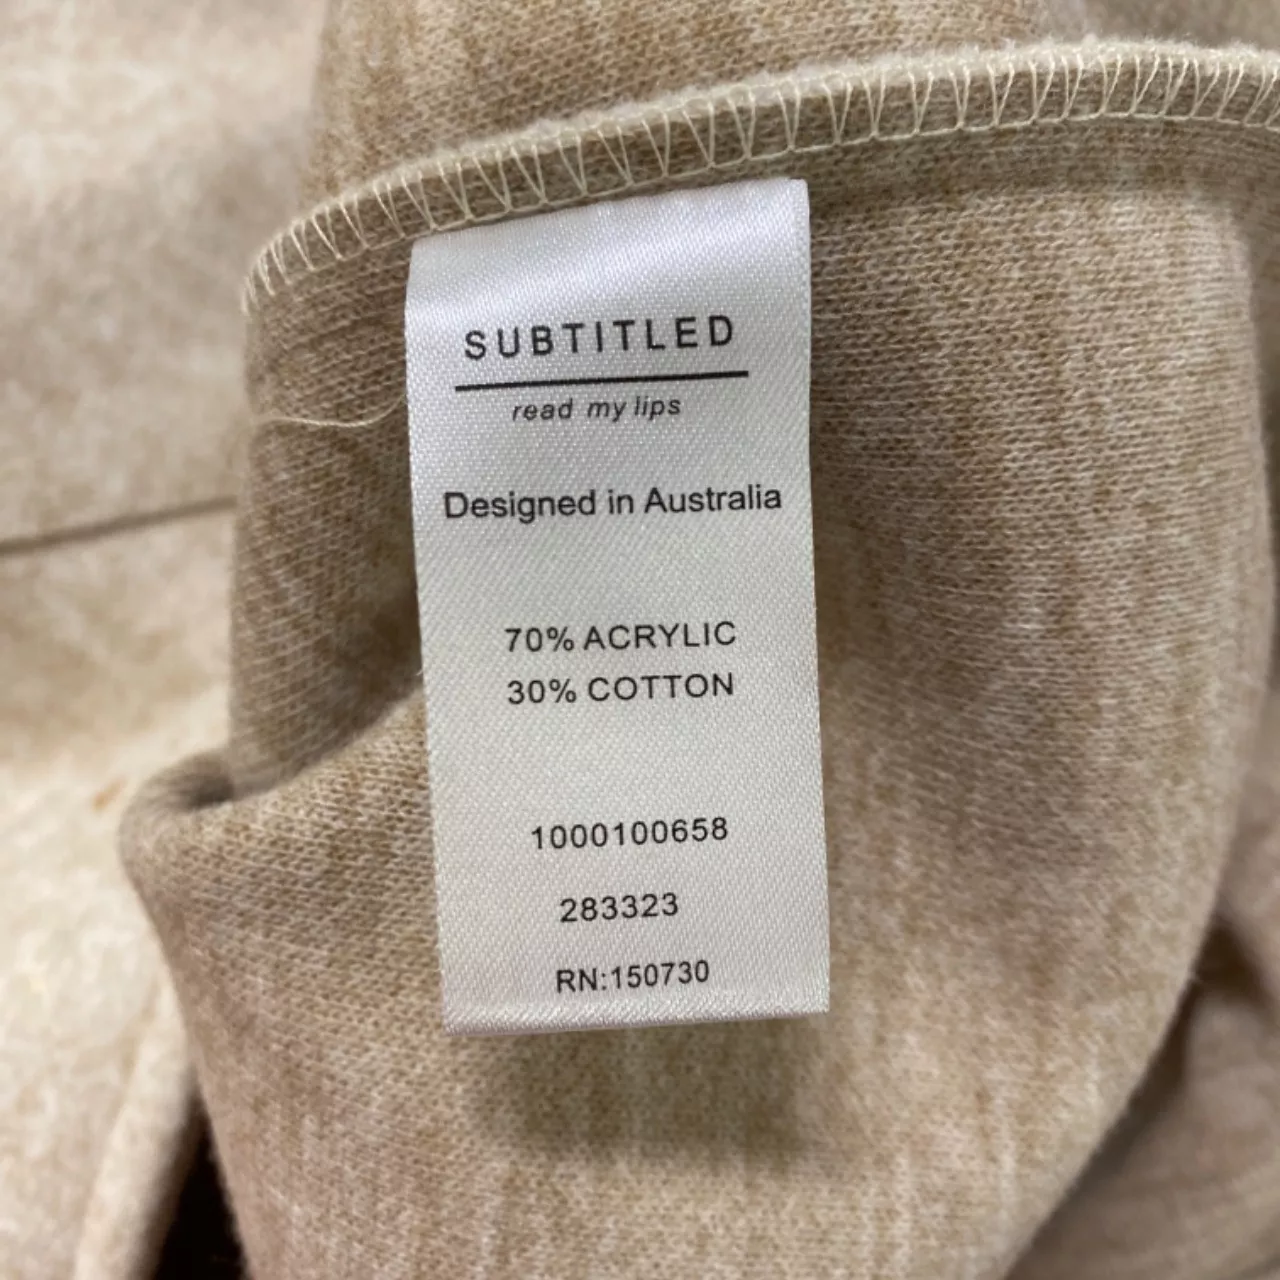 SUBTITLED
read my lips
Designed in Australia
70% ACRYLIC
30% COTTON
1000100658
283323
RN:150730